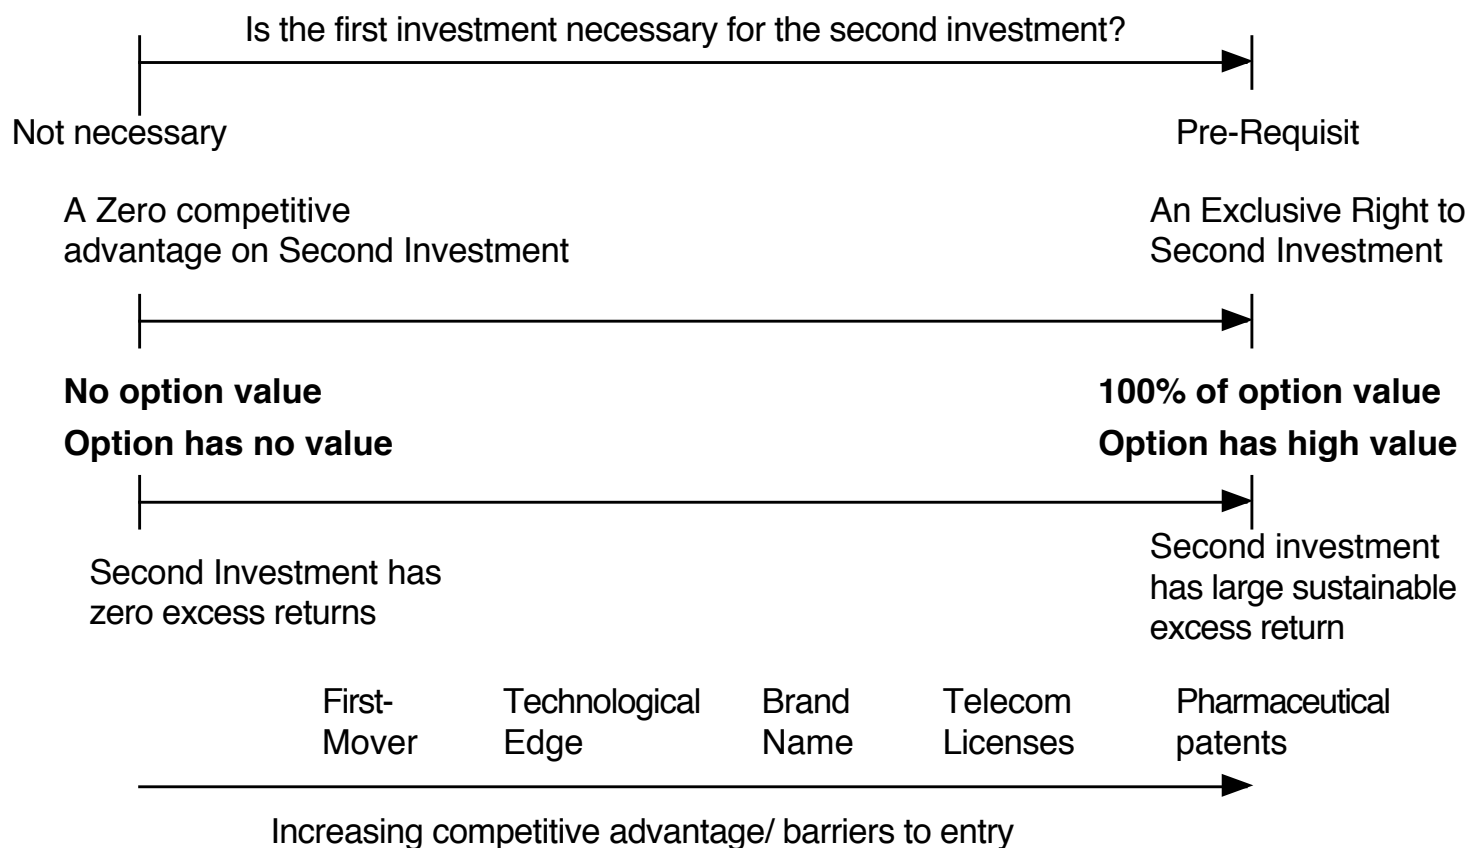 Is the first investment necessary for the second investment?
Not necessary
Pre-Requisit
A Zero competitive
advantage on Second Investment
An Exclusive Right to
Second Investment
No option value
100% of option value
Option has no value
Option has high value
Second Investment has
zero excess returns
Second investment
has large sustainable
excess return
First-
Mover
Technological
Edge
Brand
Name
Telecom
Licenses
Pharmaceutical
patents
Increasing competitive advantage/ barriers to entry